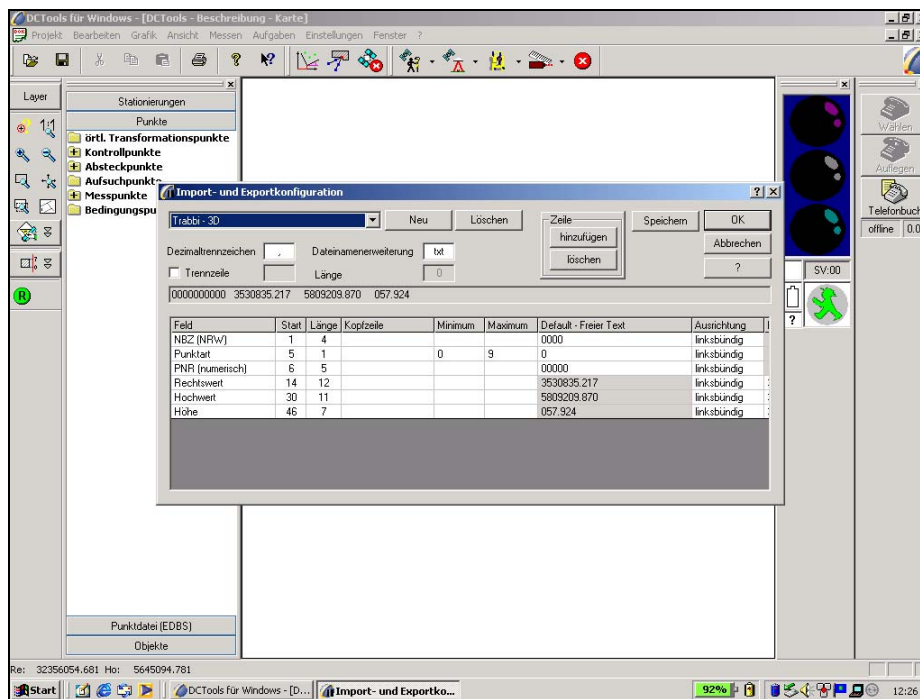 DCTools für Windows - [DCTools - Beschreibung - Karte]
Projekt Bearbeiten Grafik Ansicht Messen Aufgaben Einstellungen Fenster ?
Layer
Stationierungen
Punkte
örtl. Transformationspunkte
Kontrollpunkte
Absteckpunkte
Aufsuchpunkte
Messpunkte
Bedingungspu
Import- und Exportkonfiguration
Trabbi - 3D
Neu
Löschen
Zeile
hinzufügen
löschen
Speichern
OK
Abbrechen
?
Dezimaltrennzeichen
Dateinamenerweiterung txt
Trennzeile
Länge 0
0000000000 3530835.217 5809209.870 057.924
Feld Start Länge Kopfzeile Minimum Maximum Default - Freier Text Ausrichtung
NBZ (NRW) 1 4 0000 linksbündig
Punktart 5 1 0 9 0 linksbündig
PNR (numerisch) 6 5 00000 linksbündig
Rechtswert 14 12 3530835.217 linksbündig
Hochwert 30 11 5809209.870 linksbündig
Höhe 46 7 057.924 linksbündig
Wählen
Auflegen
Telefonbuch
offline 0.0
SV:00
?
Punktdatei (EDBS)
Objekte
Re: 32356054.681 Ho: 5645094.781
Start
DCTools für Windows - [D...
Import- und Exportko...
92%
12:26